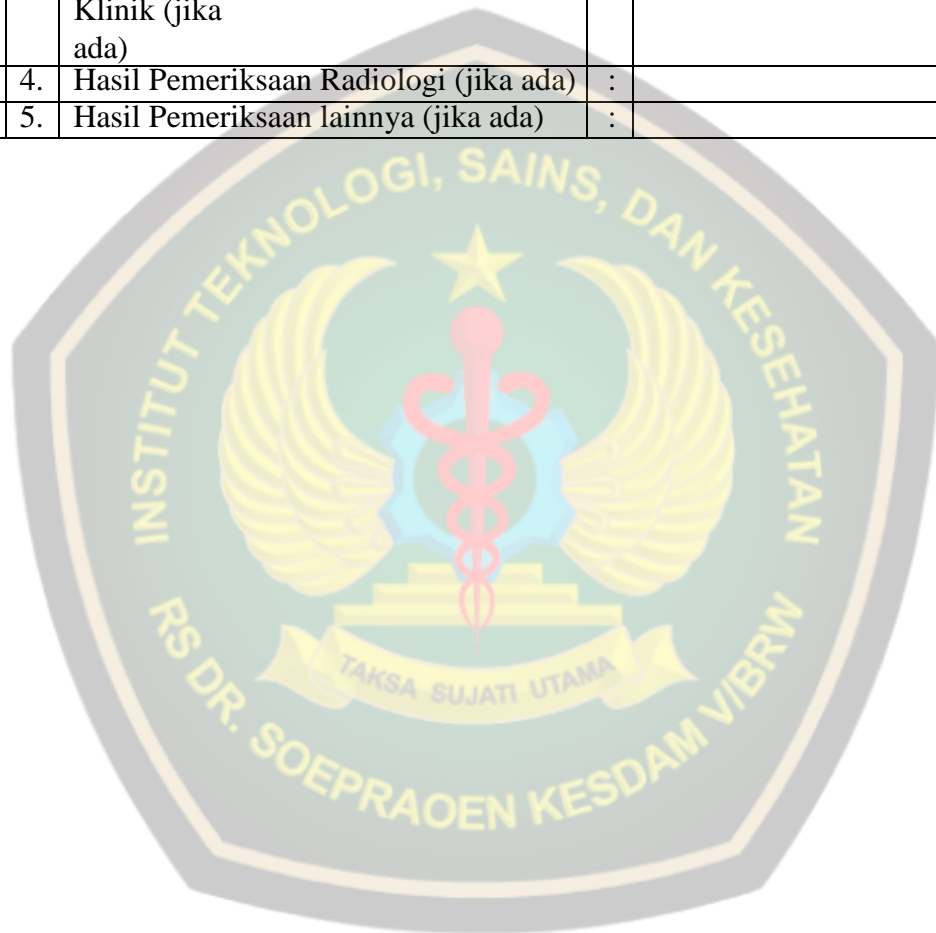 Klinik (jika
ada)
4. Hasil Pemeriksaan Radiologi (jika ada) :
5. Hasil Pemeriksaan lainnya (jika ada) :
INSTITUT TEKNOLOGI, SAINS, DAN KESEHATAN
TAKSA SUJATI UTAMA
RS DR. SOEPRAOEN KESDAM V/BRW